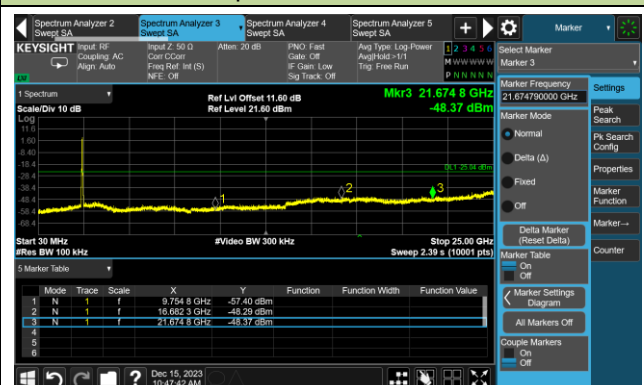 Spectrum Analyzer 2
Swept SA
Spectrum Analyzer 3
Swept SA
Spectrum Analyzer 4
Swept SA
Spectrum Analyzer 5
Swept SA
+
Marker
KEYSIGHT
Input: RF
Coupling: AC
Align: Auto
Input Z: 50 Ω
Corr CCorr
Freq Ref: Int (S)
NFE: Off
Atten: 20 dB
PNO: Fast
Gate: Off
IF Gain: Low
Sig Track: Off
Avg Type: Log-Power
Avg|Hold:>1/1
Trig: Free Run
1 2 3 4 5 6
M W W W W W
P N N N N N
Select Marker
Marker 3
1 Spectrum
Scale/Div 10 dB
Ref Lvl Offset 11.60 dB
Ref Level 21.60 dBm
Mkr3 21.674 8 GHz
-48.37 dBm
Log
11.6
1.60
-8.40
-18.4
-28.4
-38.4
-48.4
-58.4
-68.4
1
2
3
Start 30 MHz
#Res BW 100 kHz
#Video BW 300 kHz
Stop 25.00 GHz
Sweep 2.39 s (10001 pts)
5 Marker Table
Mode Trace Scale X Y Function Function Width Function Value
1 N 1 f 9.754 8 GHz -57.40 dBm
2 N 1 f 16.682 3 GHz -48.29 dBm
3 N 1 f 21.674 8 GHz -48.37 dBm
4
5
6
Marker Frequency
21.674790000 GHz
Marker Mode
Normal
Delta (Δ)
Fixed
Off
Delta Marker
(Reset Delta)
Marker Table
On
Off
Marker Settings
Diagram
All Markers Off
Couple Markers
On
Off
Settings
Peak
Search
Pk Search
Config
Properties
Marker
Function
Marker→
Counter
?
Dec 15, 2023
10:47:42 AM